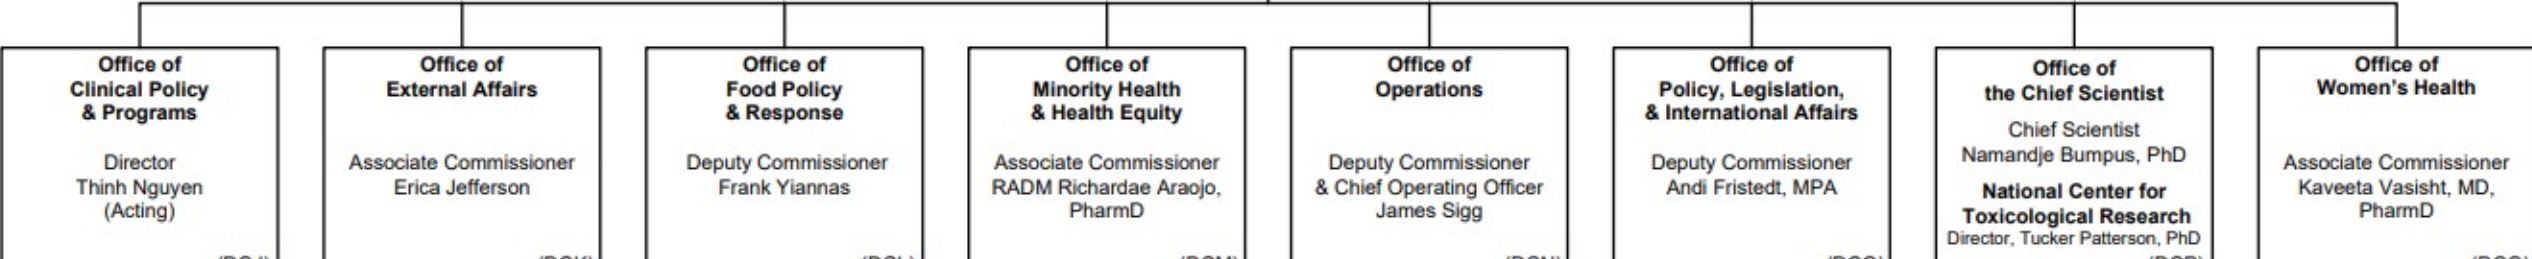 Office of
Clinical Policy
& Programs
Director
Thinh Nguyen
(Acting)
Office of
External Affairs
Associate Commissioner
Erica Jefferson
Office of
Food Policy
& Response
Deputy Commissioner
Frank Yiannas
Office of
Minority Health
& Health Equity
Associate Commissioner
RADM Richardae Araojo,
PharmD
Office of
Operations
Deputy Commissioner
& Chief Operating Officer
James Sigg
Office of
Policy, Legislation,
& International Affairs
Deputy Commissioner
Andi Fristedt, MPA
Office of
the Chief Scientist
Chief Scientist
Namandje Bumpus, PhD
National Center for
Toxicological Research
Director, Tucker Patterson, PhD
Office of
Women's Health
Associate Commissioner
Kaveeta Vasisht, MD,
PharmD